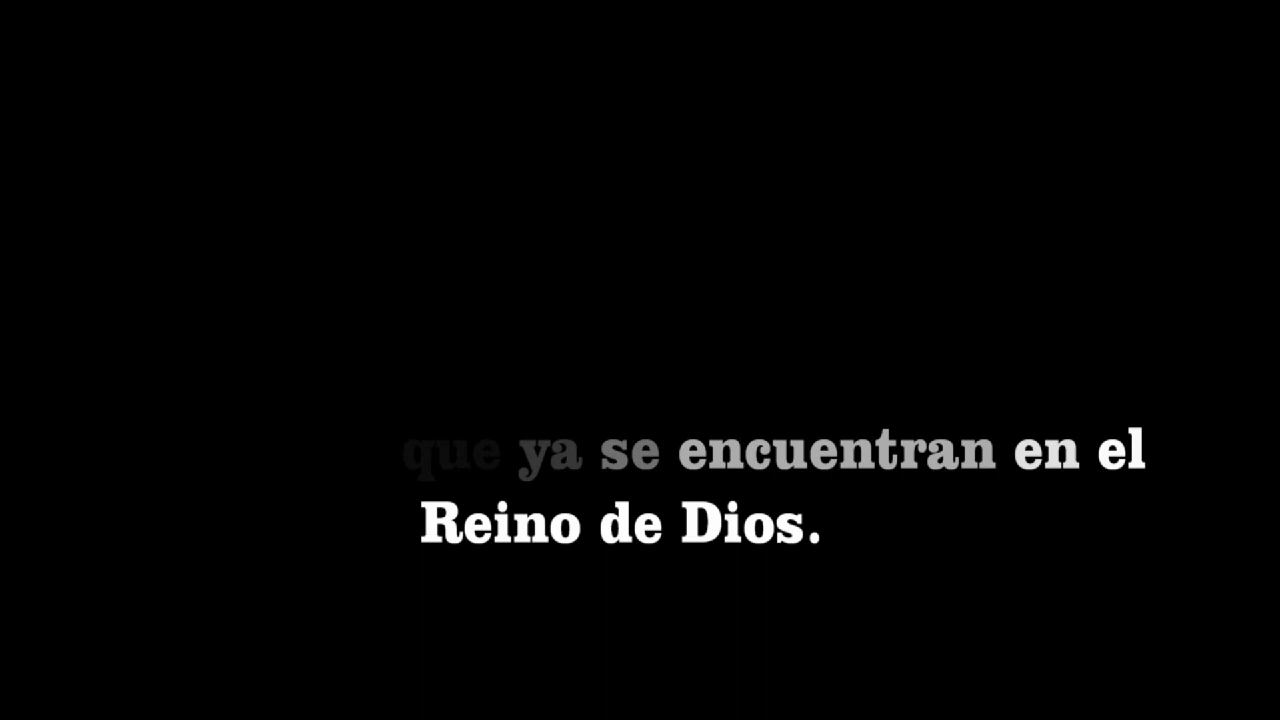 que ya se encuentran en el
Reino de Dios.